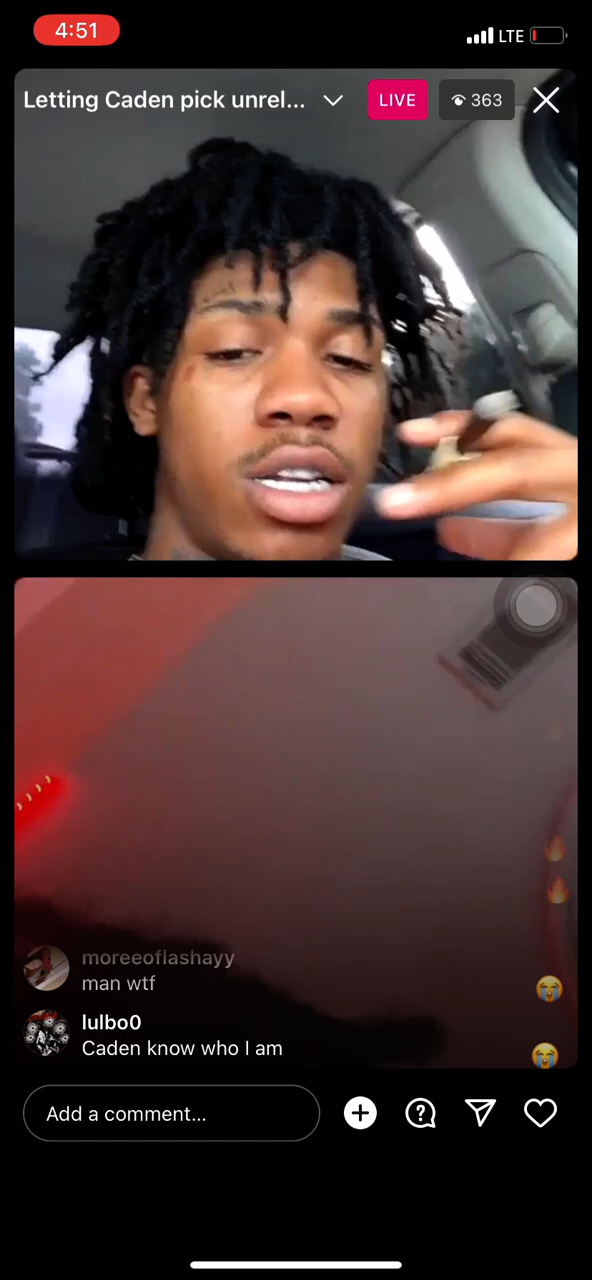 4:51
LTE
Letting Caden pick unrel...
LIVE
363
moreeoflashayy
man wtf
lulbo0
Caden know who I am
Add a comment...